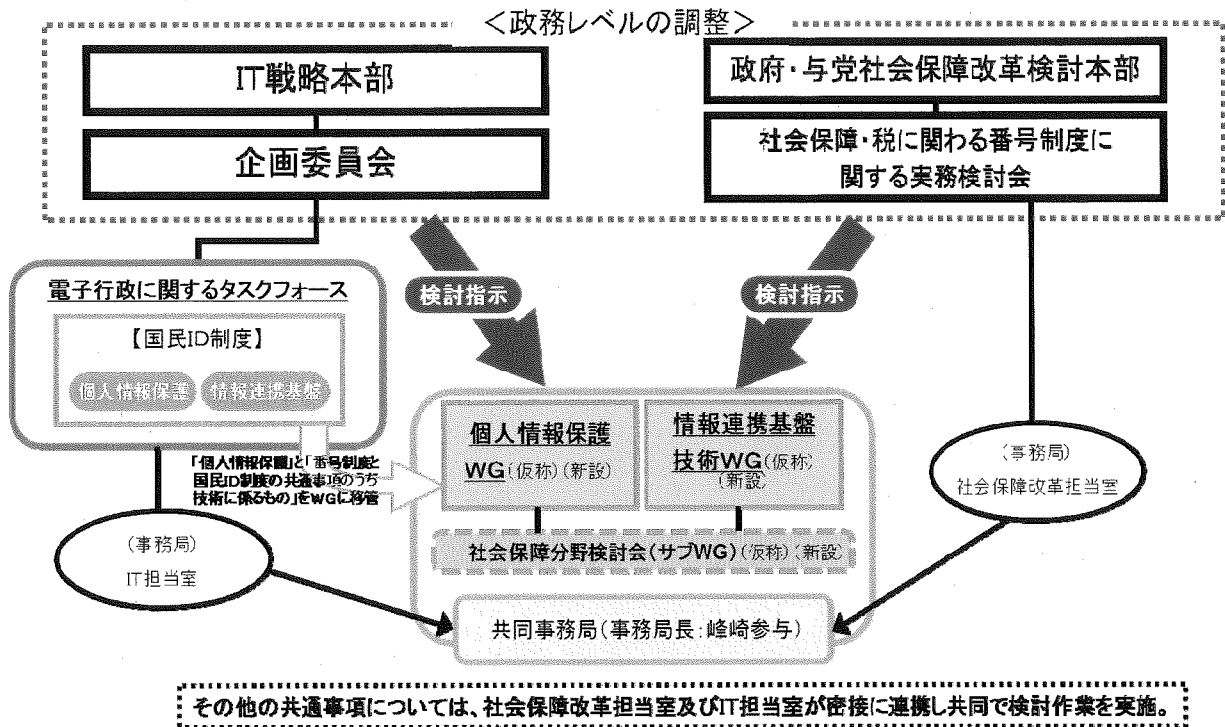 <政務レベルの調整>
IT戦略本部
企画委員会
政府・与党社会保障改革検討本部
社会保障・税に関わる番号制度に
関する実務検討会
電子行政に関するタスクフォース
【国民ID制度】
個人情報保護
情報連携基盤
検討指示
検討指示
「個人情報保護」と「番号制度と
国民ID制度の共通事項のうち
技術に係るもの」をWGに移管
個人情報保護
WG(仮称)(新設)
情報連携基盤
技術WG(仮称)
(新設)
社会保障分野検討会(サブWG)(仮称)(新設)
(事務局)
IT担当室
(事務局)
社会保障改革担当室
共同事務局(事務局長:峰崎参与)
その他の共通事項については、社会保障改革担当室及びIT担当室が密接に連携し共同で検討作業を実施。